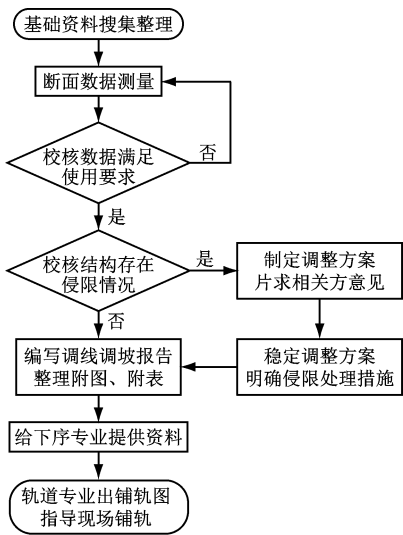 基础资料搜集整理
断面数据测量
校核数据满足
使用要求
否
是
校核结构存在
侵限情况
是
制定调整方案
片求相关方意见
否
编写调线调坡报告
整理附图、附表
稳定调整方案
明确侵限处理措施
给下序专业提供资料
轨道专业出铺轨图
指导现场铺轨